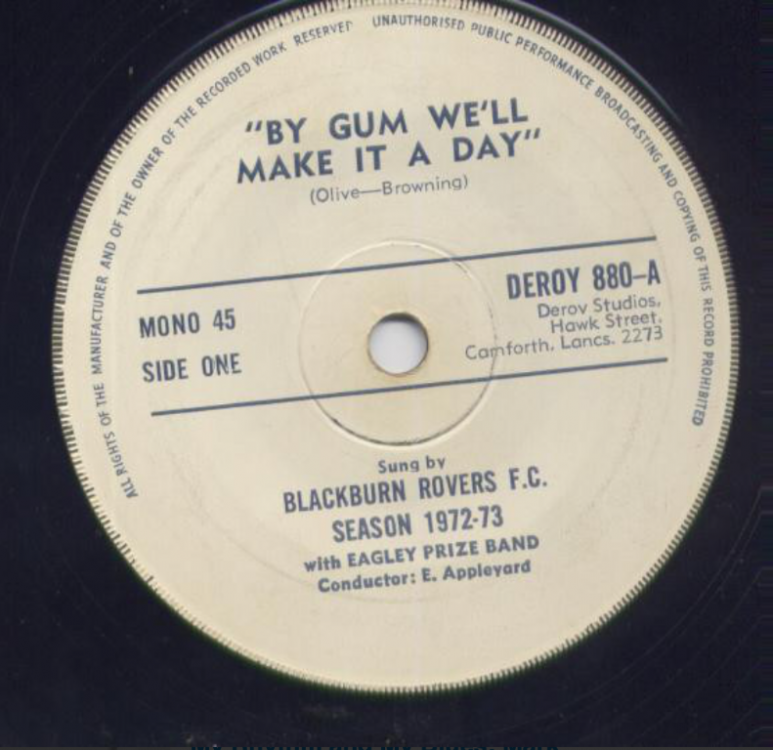 ALL RIGHTS OF THE MANUFACTURER AND OF THE OWNER OF THE RECORDED WORK RESERVED UNAUTHORISED PUBLIC PERFORMANCE BROADCASTING AND COPYING OF THIS RECORD PROHIBITED
"BY GUM WE'LL
MAKE IT A DAY"
(Olive—Browning)
MONO 45
SIDE ONE
DEROY 880-A
Deroy Studios,
Hawk Street,
Carnforth, Lancs. 2273
Sung by
BLACKBURN ROVERS F.C.
SEASON 1972-73
with EAGLEY PRIZE BAND
Conductor: E. Appleyard